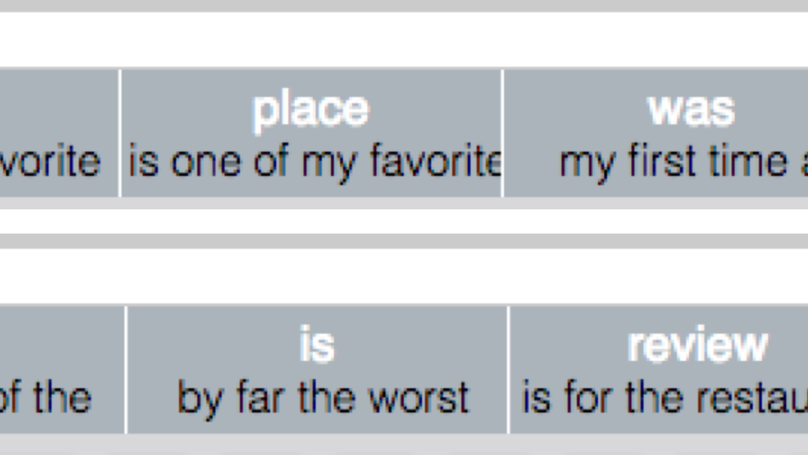 place was
vorite is one of my favorite my first time a
is review
of the by far the worst is for the restau